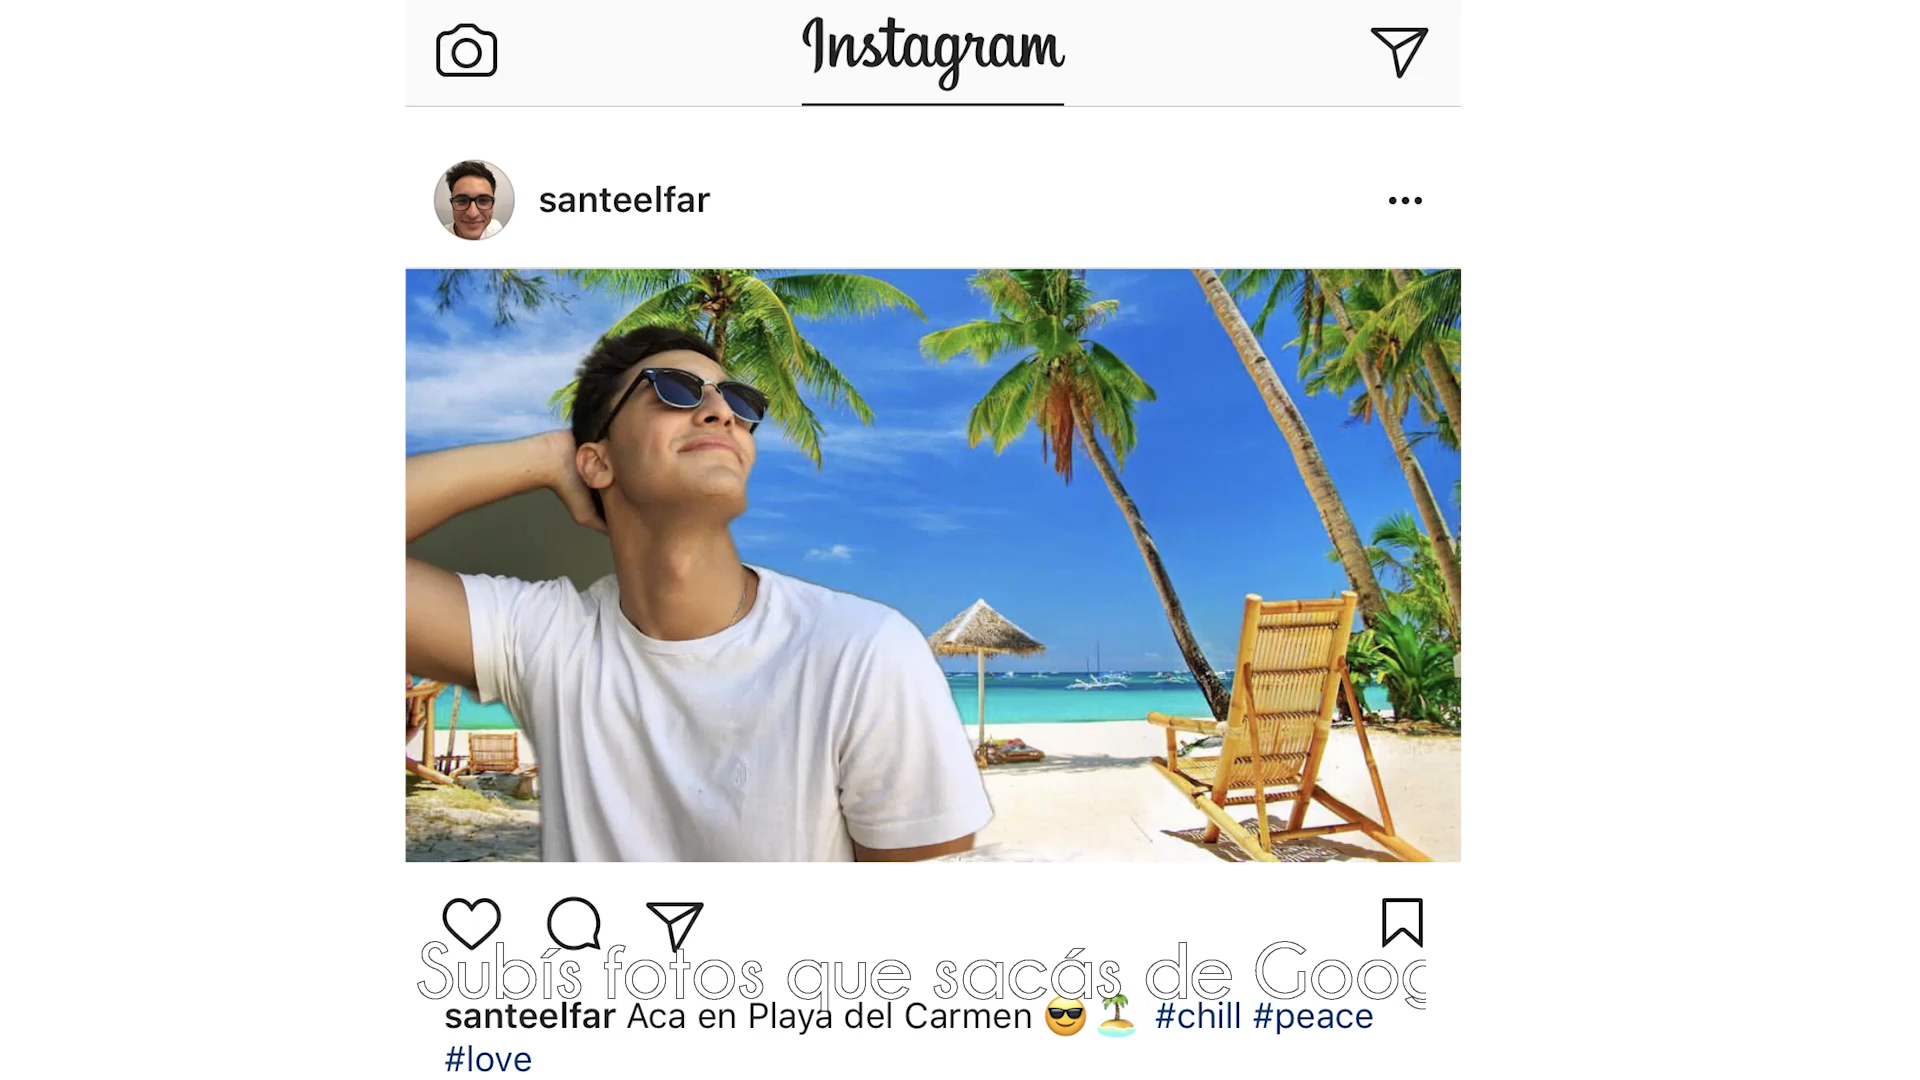 Instagram
santeelfar
Subís fotos que sacás de Goog
santeelfar Aca en Playa del Carmen 😎🏝️ #chill #peace
#love